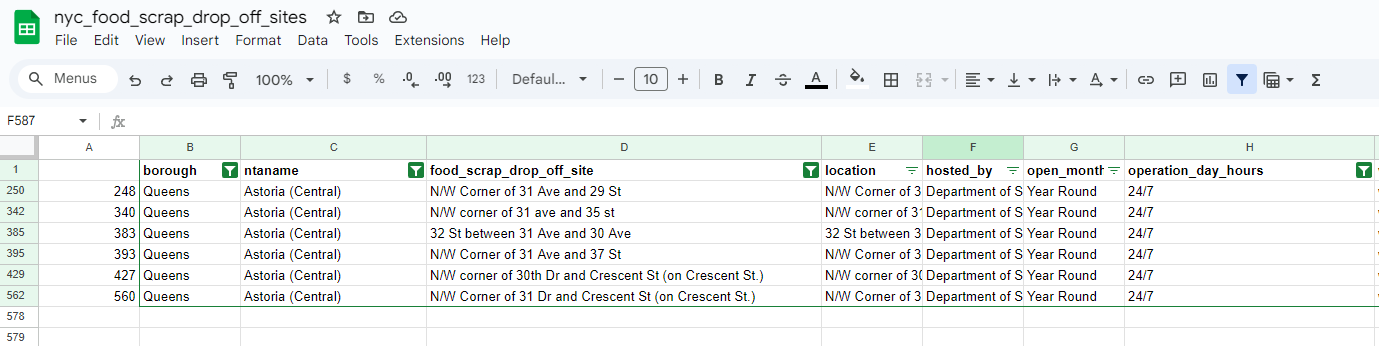 nyc_food_scrap_drop_off_sites
File Edit View Insert Format Data Tools Extensions Help
Menus 100% $ % .0 .00 123 Defaul... 10 B I A A Σ
F587 fx
A B C D E F G H
1 borough ntaname food_scrap_drop_off_site location hosted_by open_month operation_day_hours
250 248 Queens Astoria (Central) N/W Corner of 31 Ave and 29 St N/W Corner of 3 Department of S Year Round 24/7
342 340 Queens Astoria (Central) N/W corner of 31 ave and 35 st N/W corner of 31 Department of S Year Round 24/7
385 383 Queens Astoria (Central) 32 St between 31 Ave and 30 Ave 32 St between 3 Department of S Year Round 24/7
395 393 Queens Astoria (Central) N/W Corner of 31 Ave and 37 St N/W Corner of 3 Department of S Year Round 24/7
429 427 Queens Astoria (Central) N/W corner of 30th Dr and Crescent St (on Crescent St.) N/W corner of 30 Department of S Year Round 24/7
562 560 Queens Astoria (Central) N/W Corner of 31 Dr and Crescent St (on Crescent St.) N/W Corner of 3 Department of S Year Round 24/7
578
579